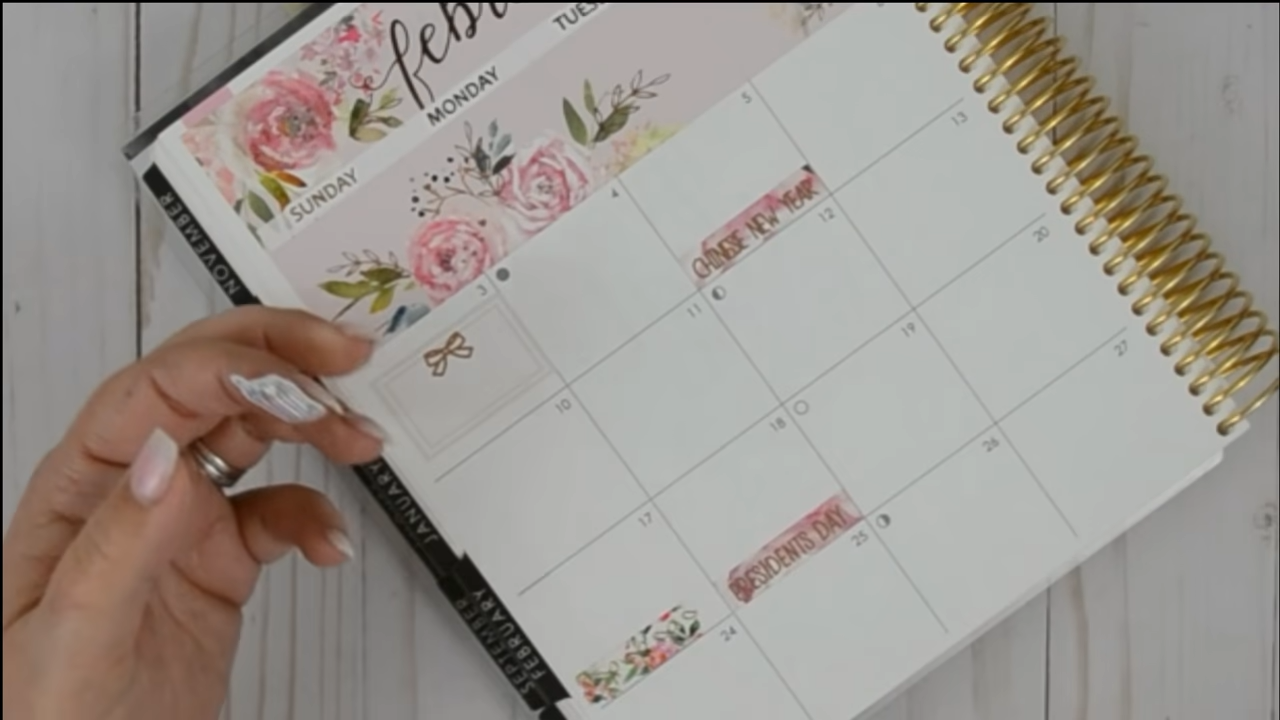 febr
SUNDAY
MONDAY
TUES
3
4
5
CHINESE NEW YEAR
10
11
12
13
17
18
19
20
PRESIDENTS DAY
24
25
26
27
NOVEMBER
JANUARY
FEBRUARY
SEPTEMBER